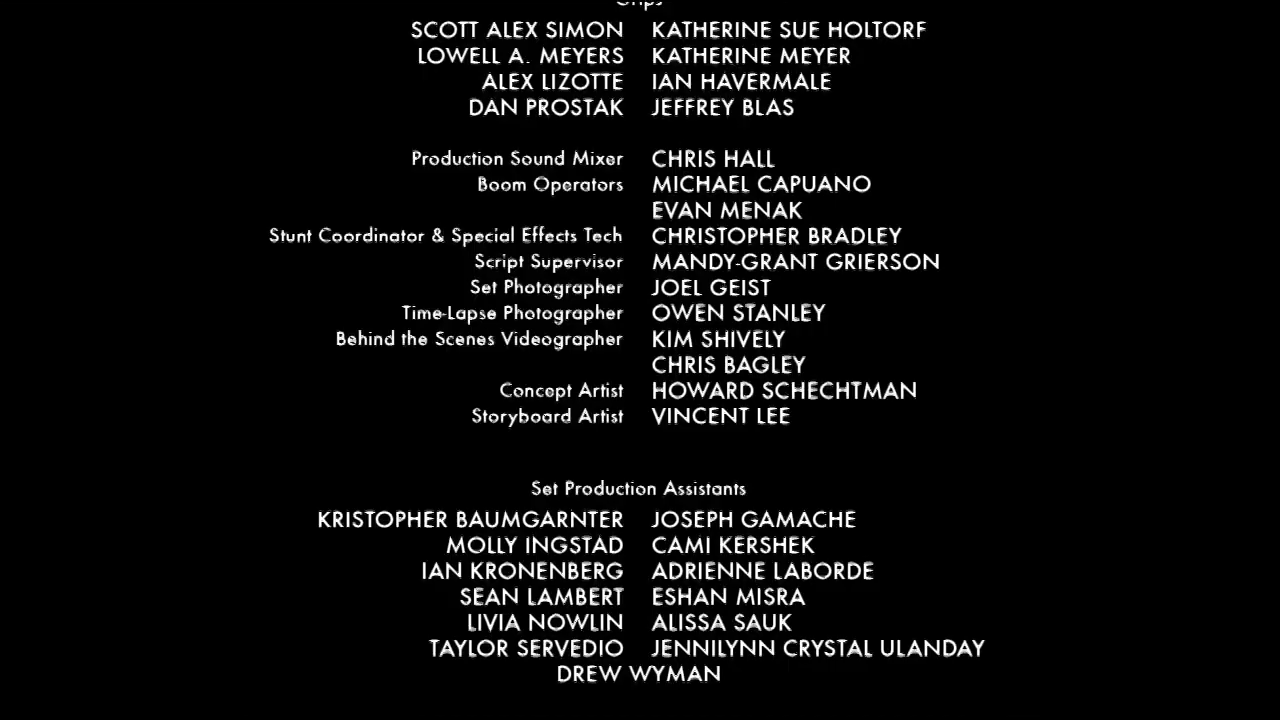 Grips
SCOTT ALEX SIMON KATHERINE SUE HOLTORF
LOWELL A. MEYERS KATHERINE MEYER
ALEX LIZOTTE IAN HAVERMALE
DAN PROSTAK JEFFREY BLAS
Production Sound Mixer CHRIS HALL
Boom Operators MICHAEL CAPUANO
EVAN MENAK
Stunt Coordinator & Special Effects Tech CHRISTOPHER BRADLEY
Script Supervisor MANDY-GRANT GRIERSON
Set Photographer JOEL GEIST
Time-Lapse Photographer OWEN STANLEY
Behind the Scenes Videographer KIM SHIVELY
CHRIS BAGLEY
Concept Artist HOWARD SCHECHTMAN
Storyboard Artist VINCENT LEE
Set Production Assistants
KRISTOPHER BAUMGARNTER JOSEPH GAMACHE
MOLLY INGSTAD CAMI KERSHEK
IAN KRONENBERG ADRIENNE LABORDE
SEAN LAMBERT ESHAN MISRA
LIVIA NOWLIN ALISSA SAUK
TAYLOR SERVEDIO JENNILYNN CRYSTAL ULANDAY
DREW WYMAN